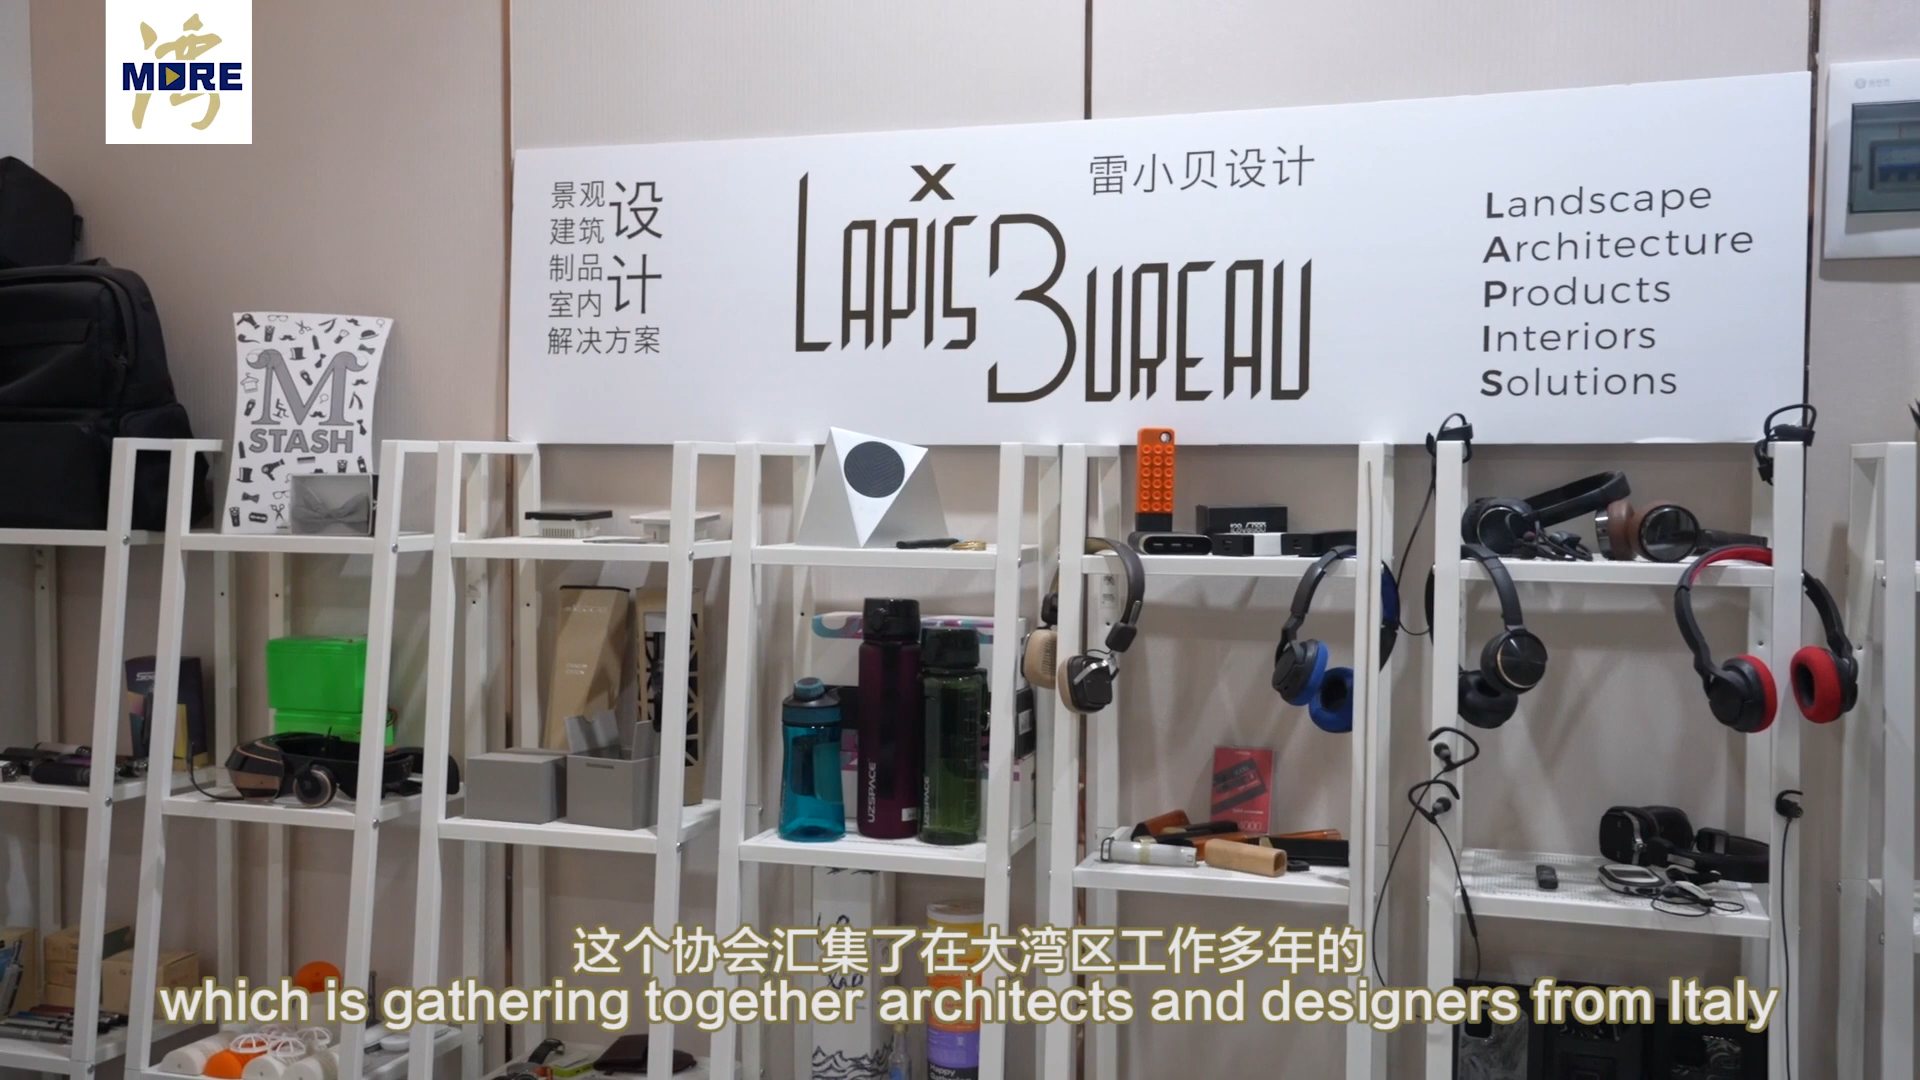 湾
MORE
景观
建筑
制品
室内
设计
解决方案
x
LAPIS BUREAU
雷小贝设计
Landscape
Architecture
Products
Interiors
Solutions
M
STASH
UZSPACE
UZSPACE
这个协会汇集了在大湾区工作多年的
which is gathering together architects and designers from Italy